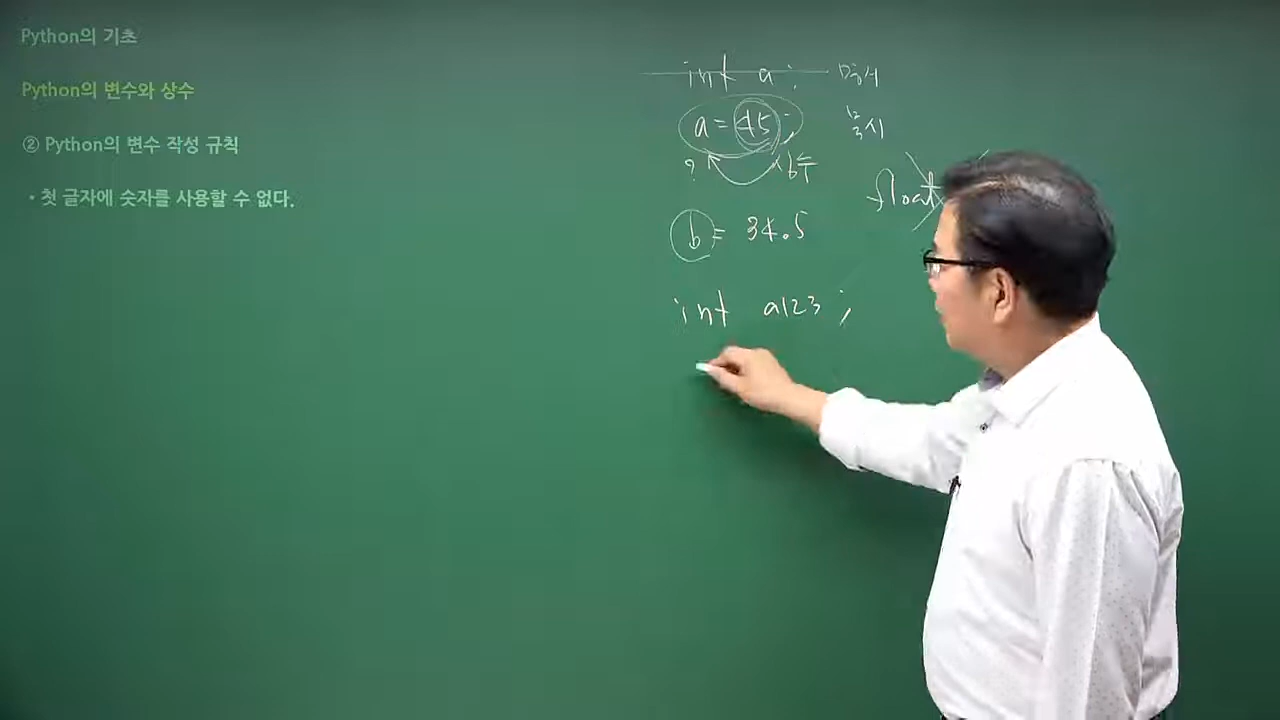 Python의 기초
Python의 변수와 상수
② Python의 변수 작성 규칙
• 첫 글자에 숫자를 사용할 수 없다.
int a; 명시
a = 45;
? 상수
float
b = 34.5
int a123;